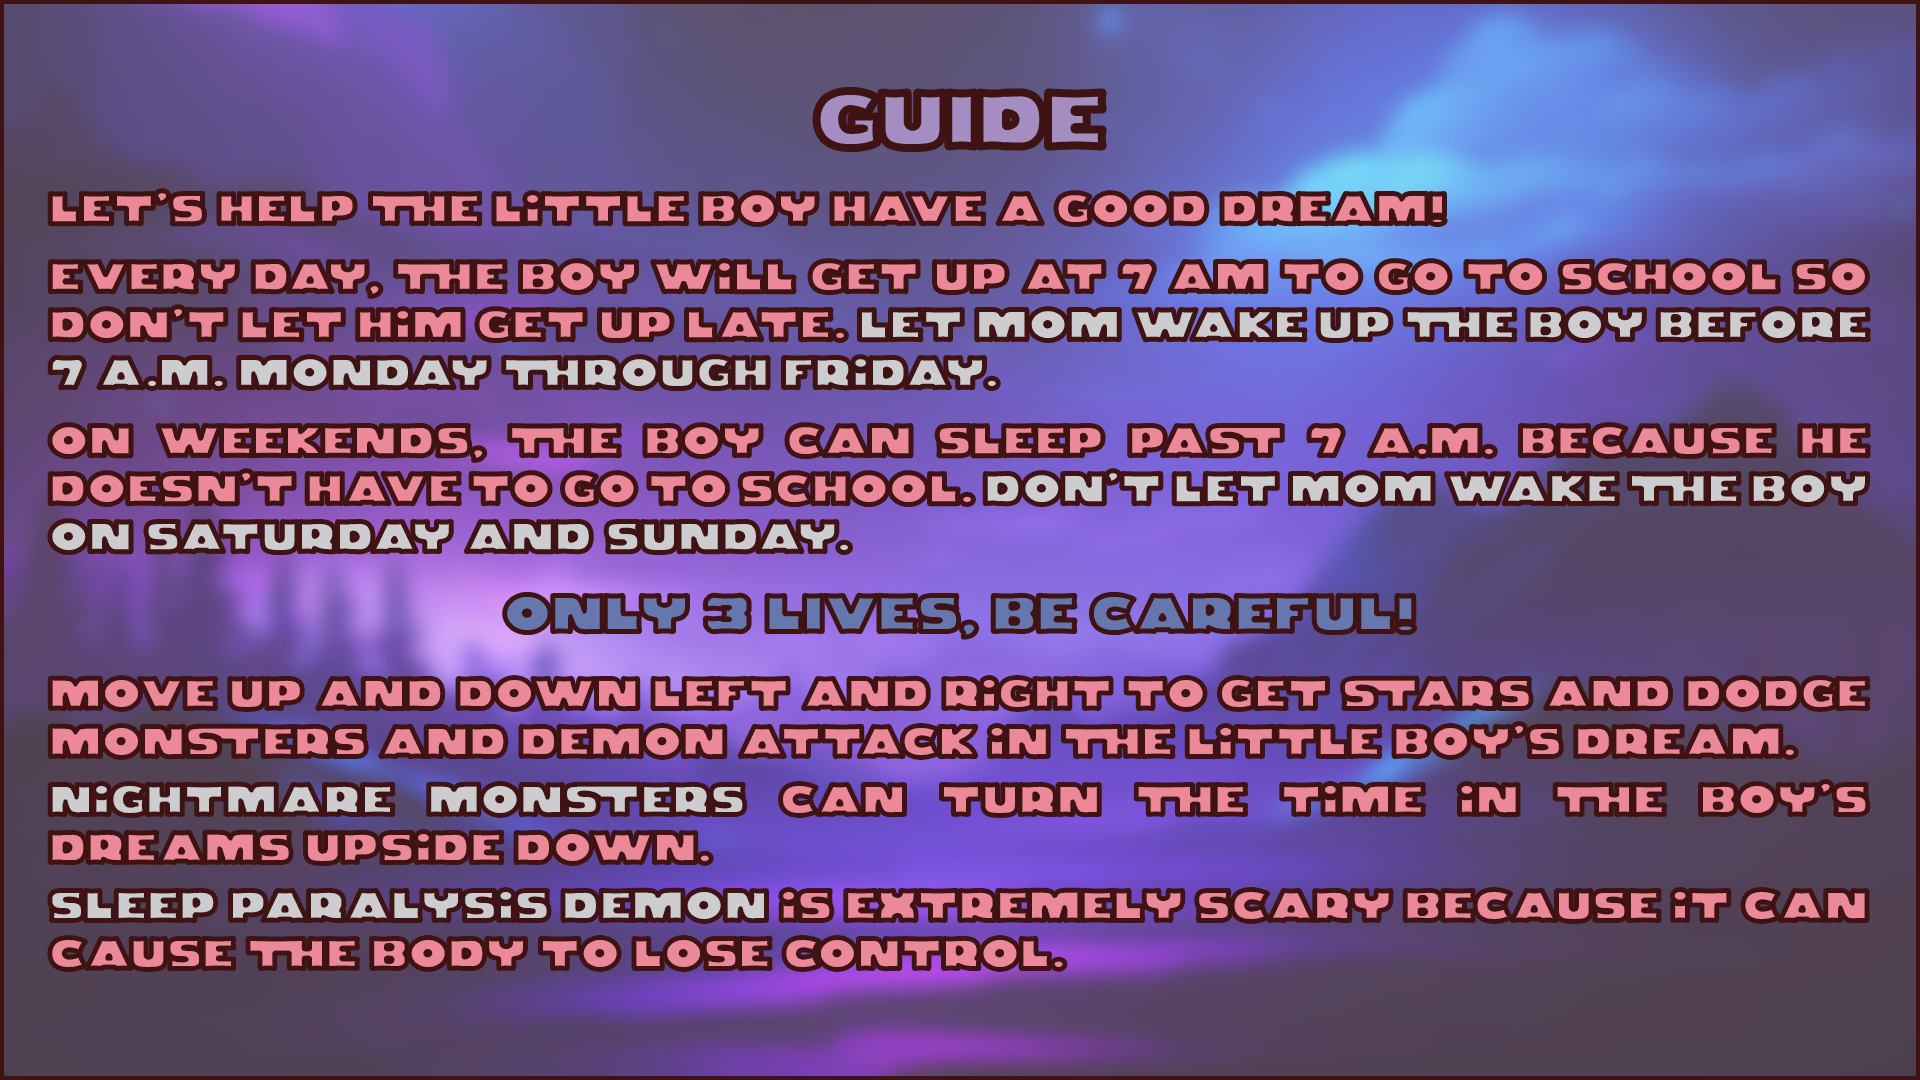 GUIDE
LET'S HELP THE LITTLE BOY HAVE A GOOD DREAM!
EVERY DAY, THE BOY WILL GET UP AT 7 AM TO GO TO SCHOOL SO
DON'T LET HIM GET UP LATE. LET MOM WAKE UP THE BOY BEFORE
7 A.M. MONDAY THROUGH FRIDAY.
ON WEEKENDS, THE BOY CAN SLEEP PAST 7 A.M. BECAUSE HE
DOESN'T HAVE TO GO TO SCHOOL. DON'T LET MOM WAKE THE BOY
ON SATURDAY AND SUNDAY.
ONLY 3 LIVES, BE CAREFUL!
MOVE UP AND DOWN LEFT AND RIGHT TO GET STARS AND DODGE
MONSTERS AND DEMON ATTACK IN THE LITTLE BOY'S DREAM.
NIGHTMARE MONSTERS CAN TURN THE TIME IN THE BOY'S
DREAMS UPSIDE DOWN.
SLEEP PARALYSIS DEMON IS EXTREMELY SCARY BECAUSE IT CAN
CAUSE THE BODY TO LOSE CONTROL.